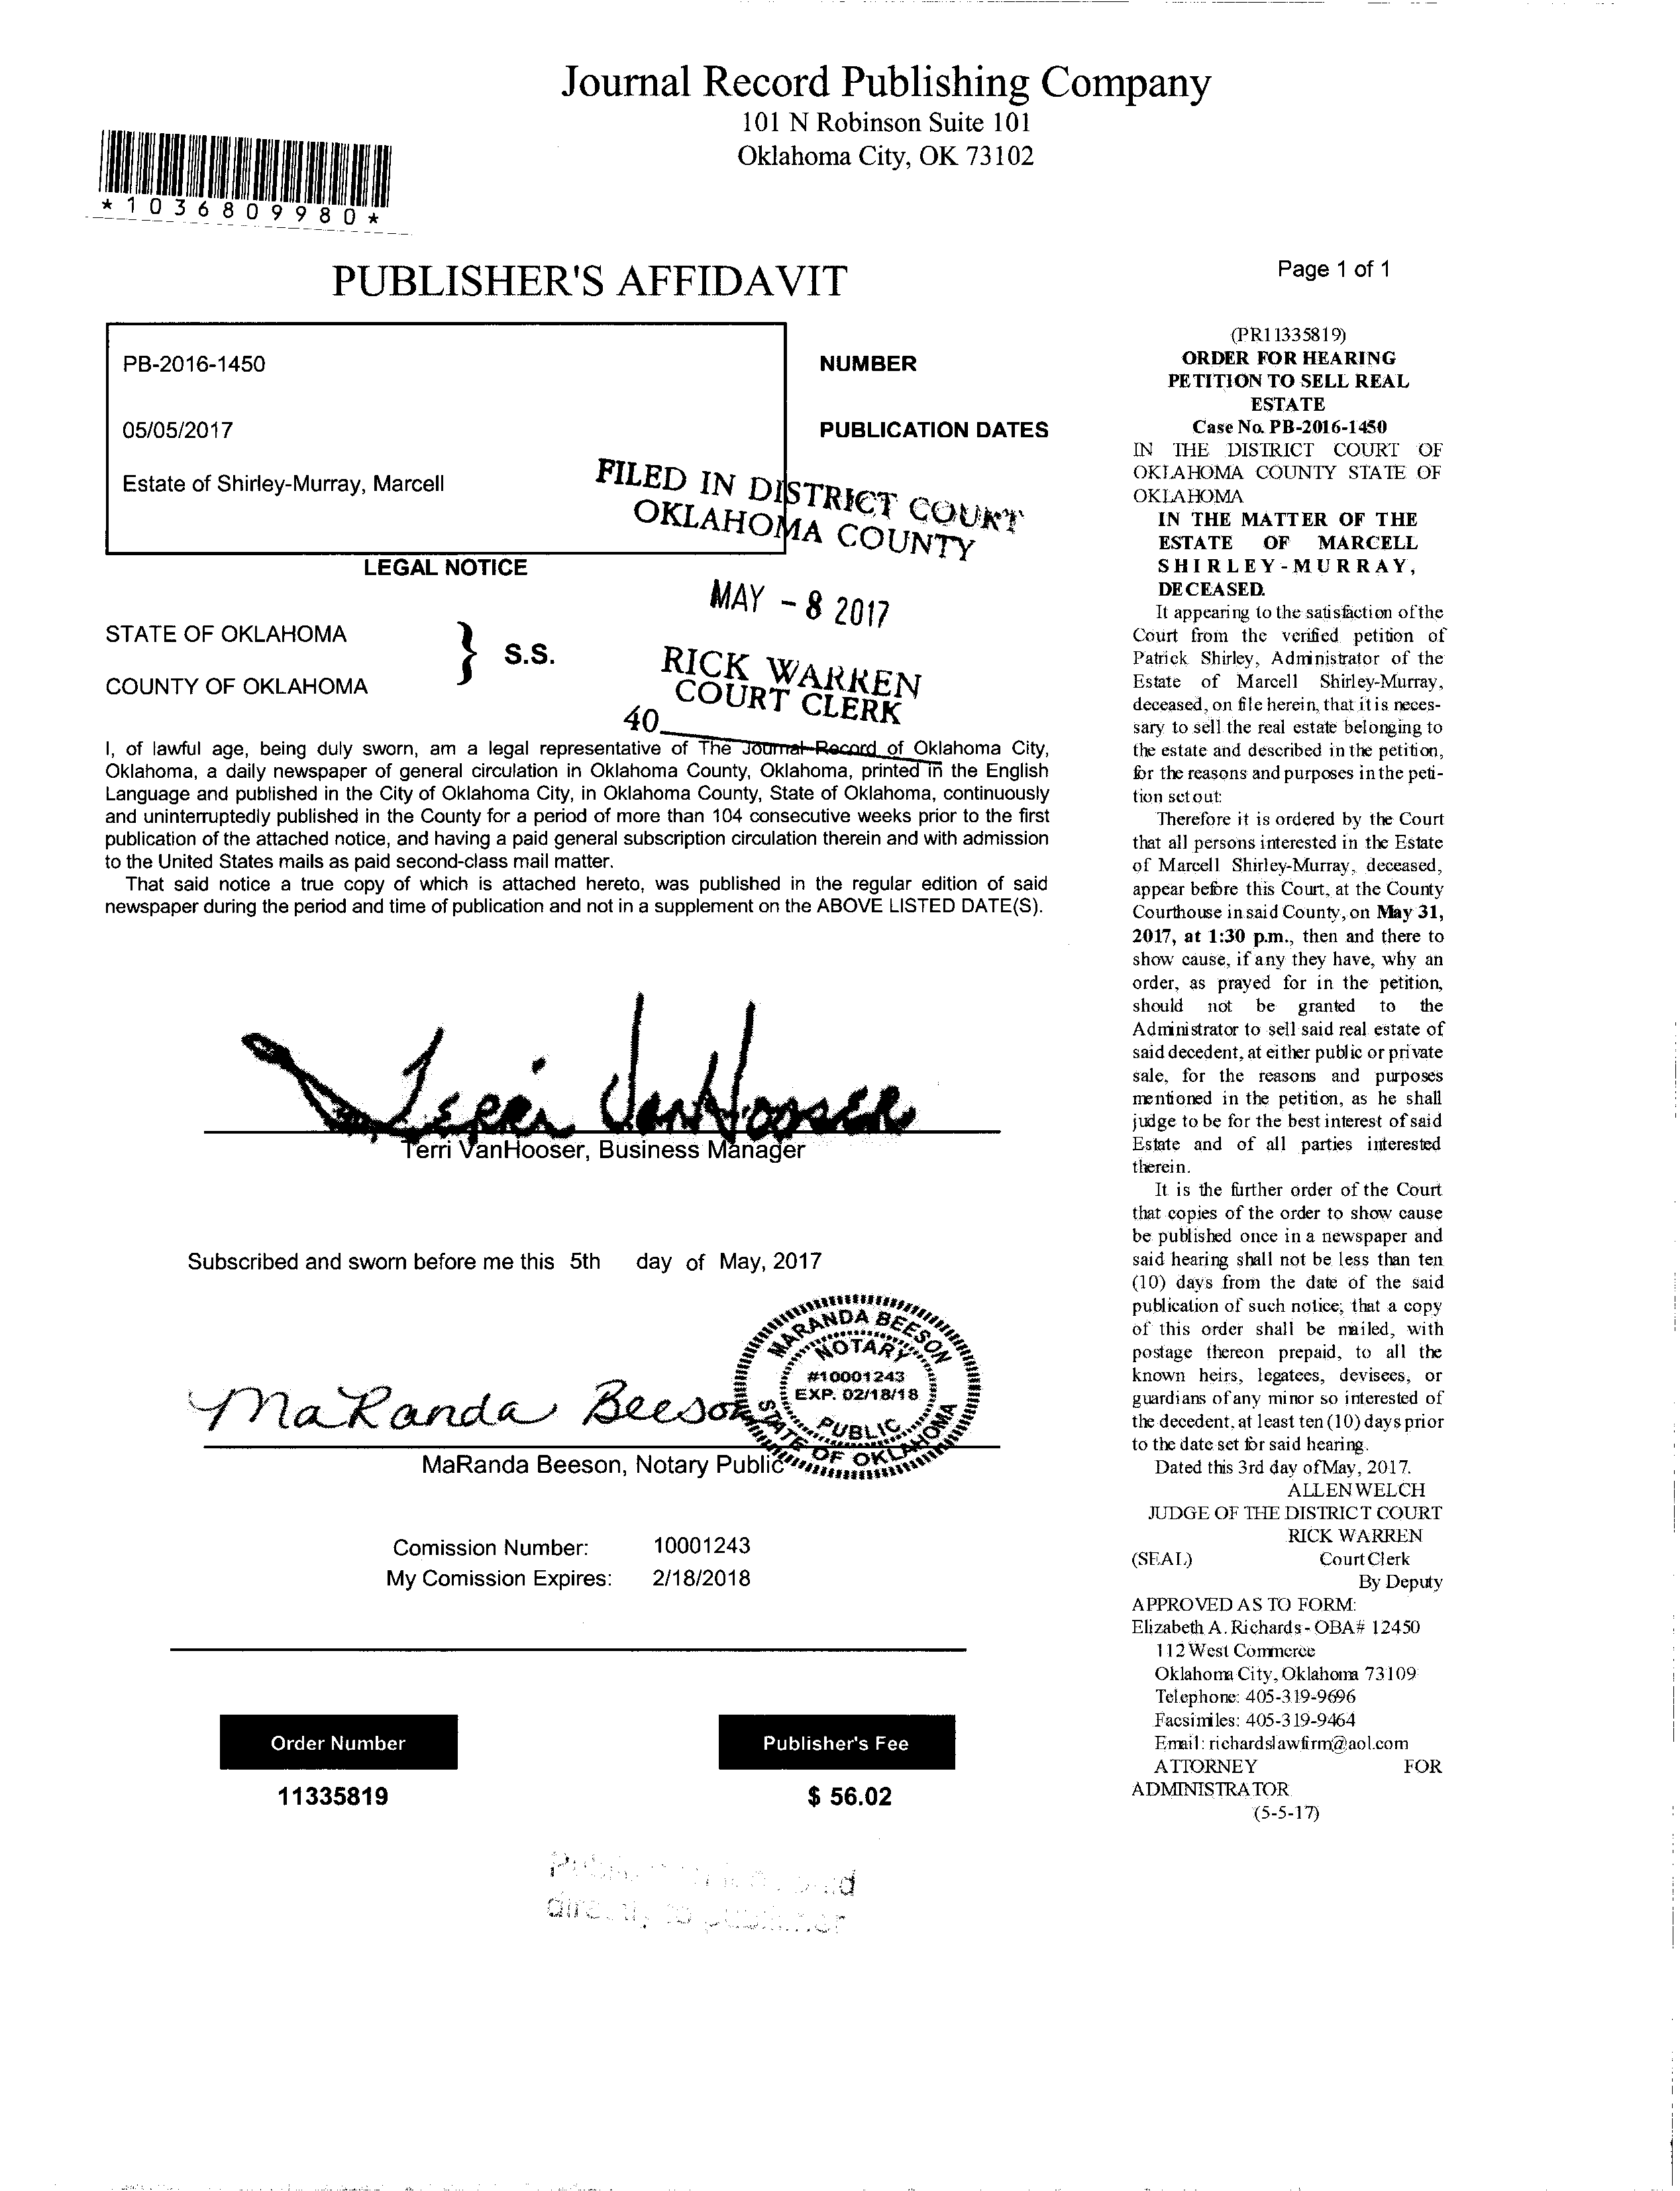 Journal Record Publishing Company
101 N Robinson Suite 101
Oklahoma City, OK 73102
*1036809980*
PUBLISHER'S AFFIDAVIT
Page 1 of 1
PB-2016-1450
NUMBER
05/05/2017
PUBLICATION DATES
Estate of Shirley-Murray, Marcell
LEGAL NOTICE
FILED IN DISTRICT COURT
OKLAHOMA COUNTY
MAY - 8 2017
RICK WARREN
COURT CLERK
40
STATE OF OKLAHOMA
} S.S.
COUNTY OF OKLAHOMA
I, of lawful age, being duly sworn, am a legal representative of The Journal Record of Oklahoma City,
Oklahoma, a daily newspaper of general circulation in Oklahoma County, Oklahoma, printed in the English
Language and published in the City of Oklahoma City, in Oklahoma County, State of Oklahoma, continuously
and uninterruptedly published in the County for a period of more than 104 consecutive weeks prior to the first
publication of the attached notice, and having a paid general subscription circulation therein and with admission
to the United States mails as paid second-class mail matter.
That said notice a true copy of which is attached hereto, was published in the regular edition of said
newspaper during the period and time of publication and not in a supplement on the ABOVE LISTED DATE(S).
Terri VanHooser
Terri VanHooser, Business Manager
Subscribed and sworn before me this 5th day of May, 2017
MaRanda Beeson
MARANDA BEESON
NOTARY
#10001243
EXP. 02/18/18
PUBLIC
STATE OF OKLAHOMA
MaRanda Beeson, Notary Public
Comission Number: 10001243
My Comission Expires: 2/18/2018
Order Number
Publisher's Fee
11335819
$ 56.02
(PR11335819)
ORDER FOR HEARING
PETITION TO SELL REAL
ESTATE
Case No. PB-2016-1450
IN THE DISTRICT COURT OF
OKLAHOMA COUNTY STATE OF
OKLAHOMA
IN THE MATTER OF THE
ESTATE OF MARCELL
SHIRLEY-MURRAY,
DECEASED.
It appearing to the satisfaction of the
Court from the verified petition of
Patrick Shirley, Administrator of the
Estate of Marcell Shirley-Murray,
deceased, on file herein, that it is neces-
sary to sell the real estate belonging to
the estate and described in the petition,
for the reasons and purposes in the peti-
tion set out:
Therefore it is ordered by the Court
that all persons interested in the Estate
of Marcell Shirley-Murray, deceased,
appear before this Court, at the County
Courthouse in said County, on May 31,
2017, at 1:30 p.m., then and there to
show cause, if any they have, why an
order, as prayed for in the petition,
should not be granted to the
Administrator to sell said real estate of
said decedent, at either public or private
sale, for the reasons and purposes
mentioned in the petition, as he shall
judge to be for the best interest of said
Estate and of all parties interested
therein.
It is the further order of the Court
that copies of the order to show cause
be published once in a newspaper and
said hearing shall not be less than ten
(10) days from the date of the said
publication of such notice; that a copy
of this order shall be mailed, with
postage thereon prepaid, to all the
known heirs, legatees, devisees, or
guardians of any minor so interested of
the decedent, at least ten (10) days prior
to the date set for said hearing.
Dated this 3rd day of May, 2017.
ALLEN WELCH
JUDGE OF THE DISTRICT COURT
RICK WARREN
(SEAL) Court Clerk
By Deputy
APPROVED AS TO FORM:
Elizabeth A. Richards - OBA# 12450
112 West Commerce
Oklahoma City, Oklahoma 73109
Telephone: 405-319-9696
Facsimiles: 405-319-9464
Email: richardslawfirm@aol.com
ATTORNEY FOR
ADMINISTRATOR
(5-5-17)